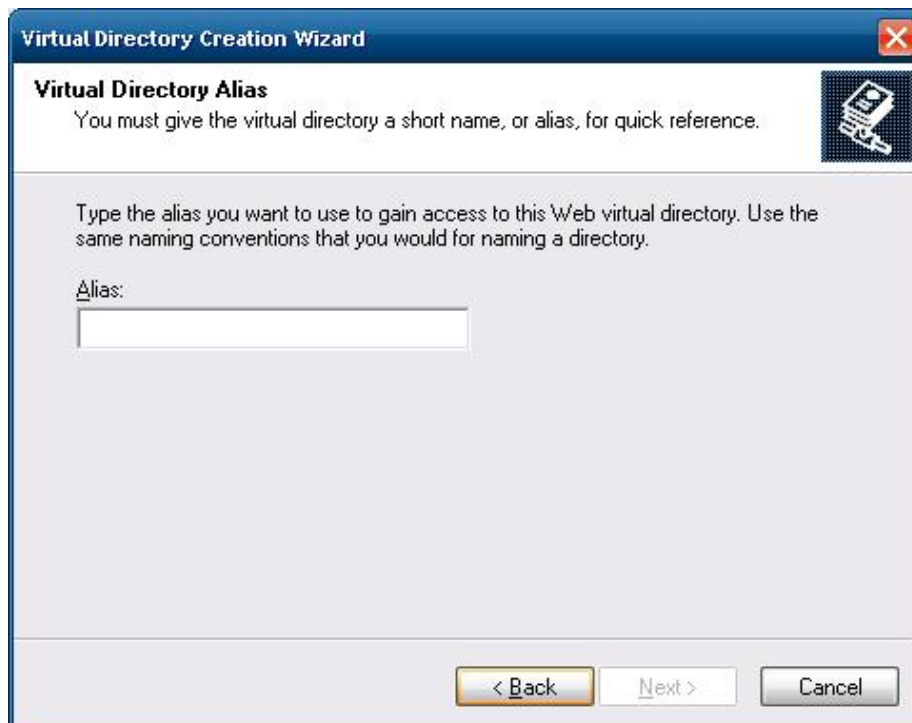 Virtual Directory Creation Wizard
Virtual Directory Alias
You must give the virtual directory a short name, or alias, for quick reference.
Type the alias you want to use to gain access to this Web virtual directory. Use the
same naming conventions that you would for naming a directory.
Alias:
< Back Next > Cancel